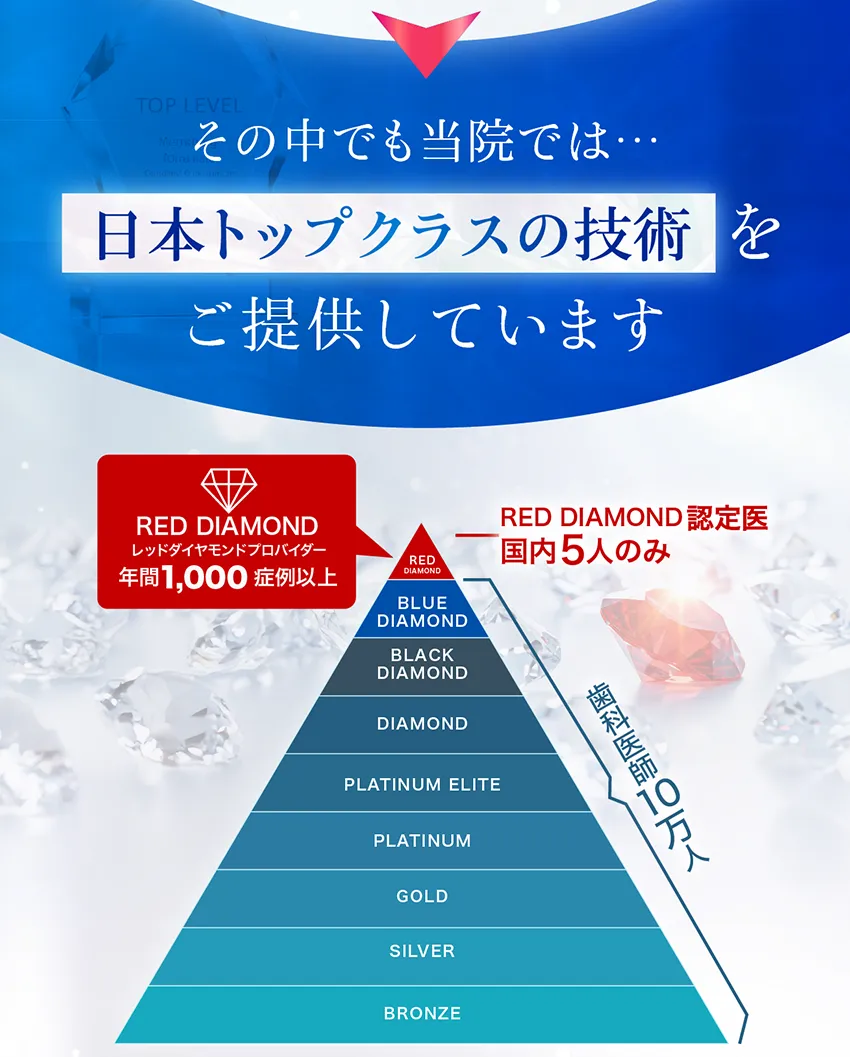 TOP LEVEL
その中でも当院では…
日本トップクラスの技術を
ご提供しています
RED DIAMOND
レッドダイヤモンドプロバイダー
年間1,000症例以上
RED DIAMOND認定医
国内5人のみ
RED
DIAMOND
BLUE
DIAMOND
BLACK
DIAMOND
DIAMOND
PLATINUM ELITE
PLATINUM
GOLD
SILVER
BRONZE
歯科医師10万人